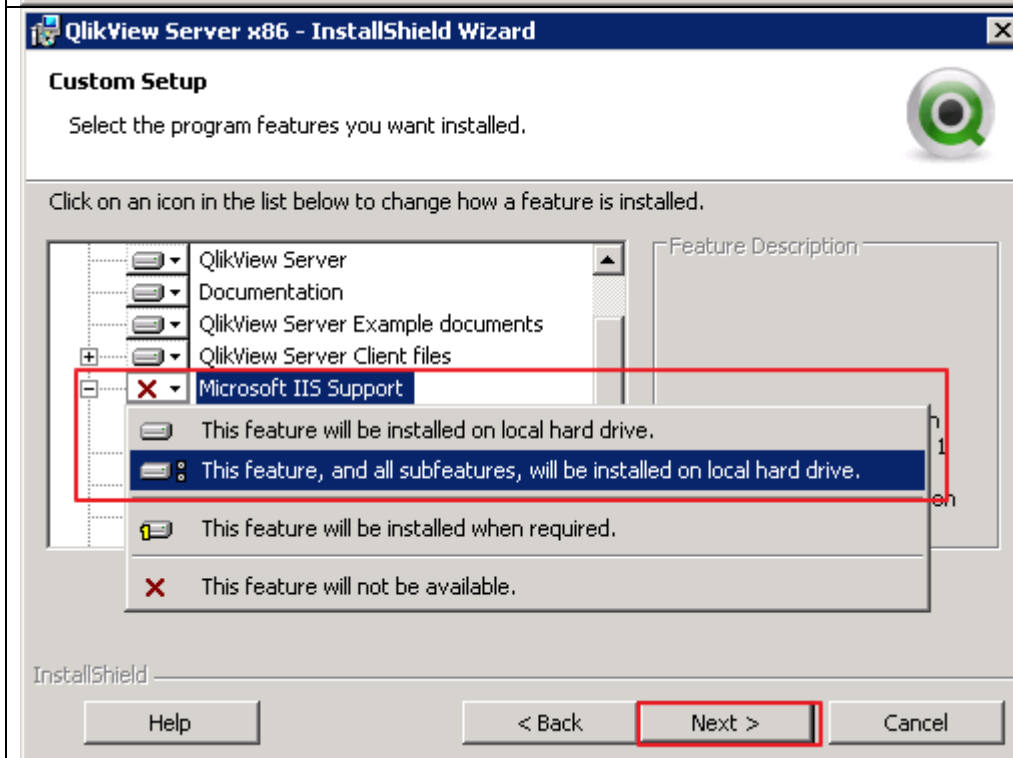 QlikView Server x86 - InstallShield Wizard
Custom Setup
Select the program features you want installed.
Click on an icon in the list below to change how a feature is installed.
Feature Description
QlikView Server
Documentation
QlikView Server Example documents
QlikView Server Client files
Microsoft IIS Support
This feature will be installed on local hard drive.
This feature, and all subfeatures, will be installed on local hard drive.
This feature will be installed when required.
This feature will not be available.
1
on
InstallShield
Help
< Back
Next >
Cancel